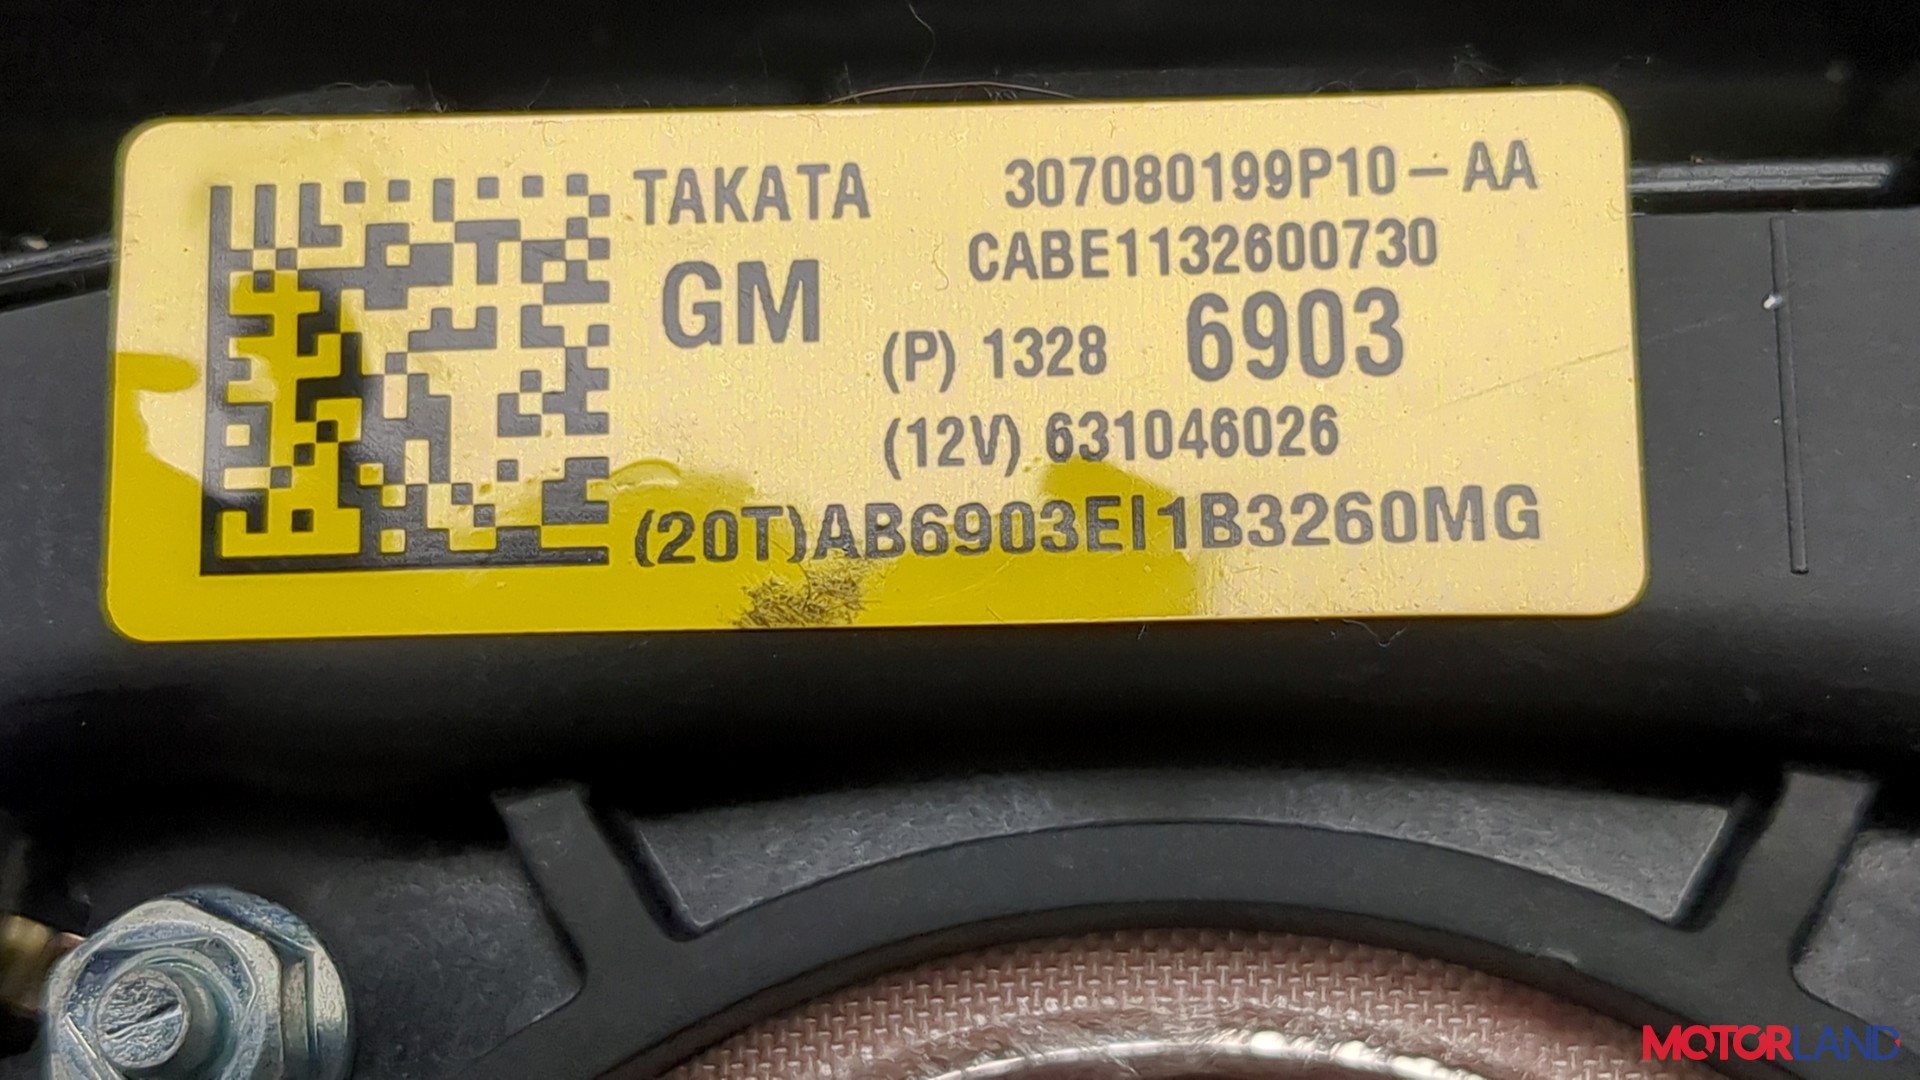 TAKATA 307080199P10-AA
CABE1132600730
GM
(P) 1328 6903
(12V) 631046026
(20T)AB6903EI1B3260MG
MOTORLAND